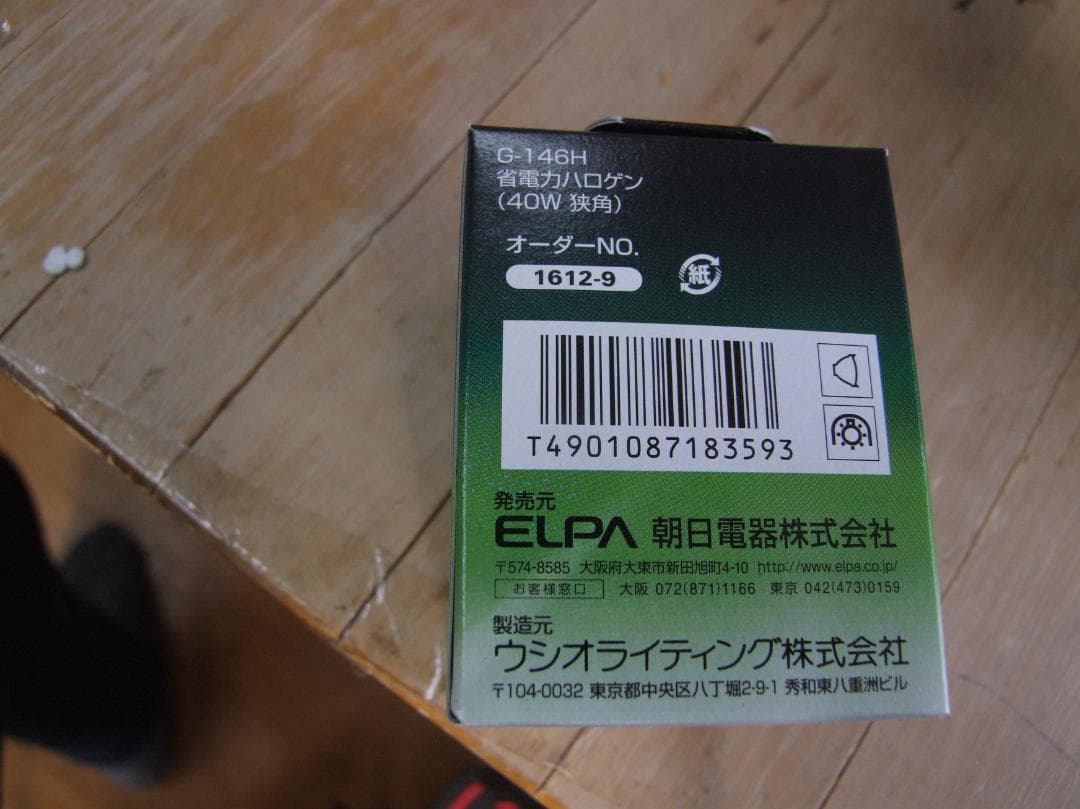 G-146H
省電力ハロゲン
(40W 狭角)
オーダーNO.
1612-9
紙
T4901087183593
発売元
ELPA 朝日電器株式会社
〒574-8585 大阪府大東市新田旭町4-10 http://www.elpa.co.jp/
お客様窓口 大阪 072(871)1166 東京 042(473)0159
製造元
ウシオライティング株式会社
〒104-0032 東京都中央区八丁堀2-9-1 秀和東八重洲ビル